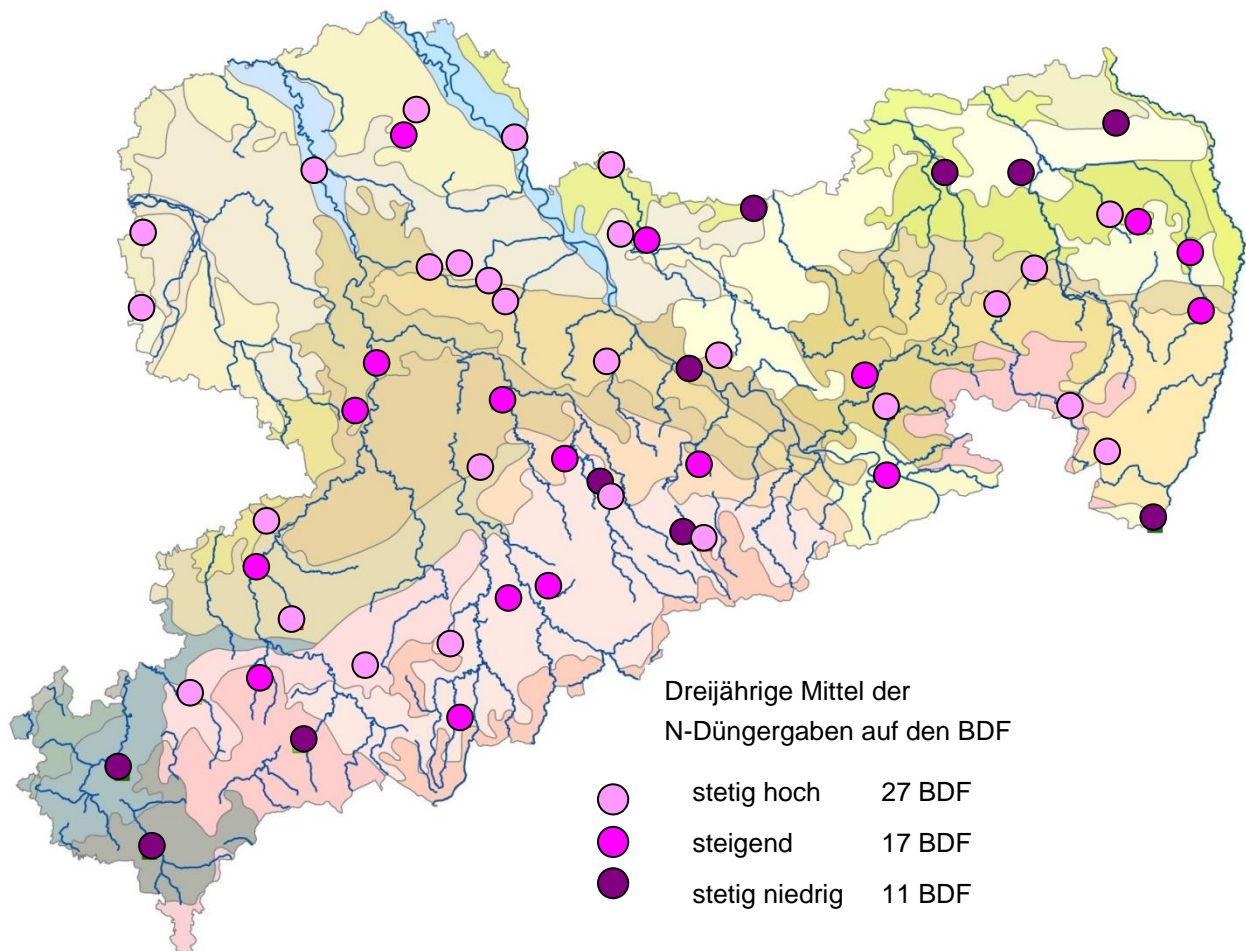 Dreijährige Mittel der
N-Düngergaben auf den BDF
stetig hoch 27 BDF
steigend 17 BDF
stetig niedrig 11 BDF